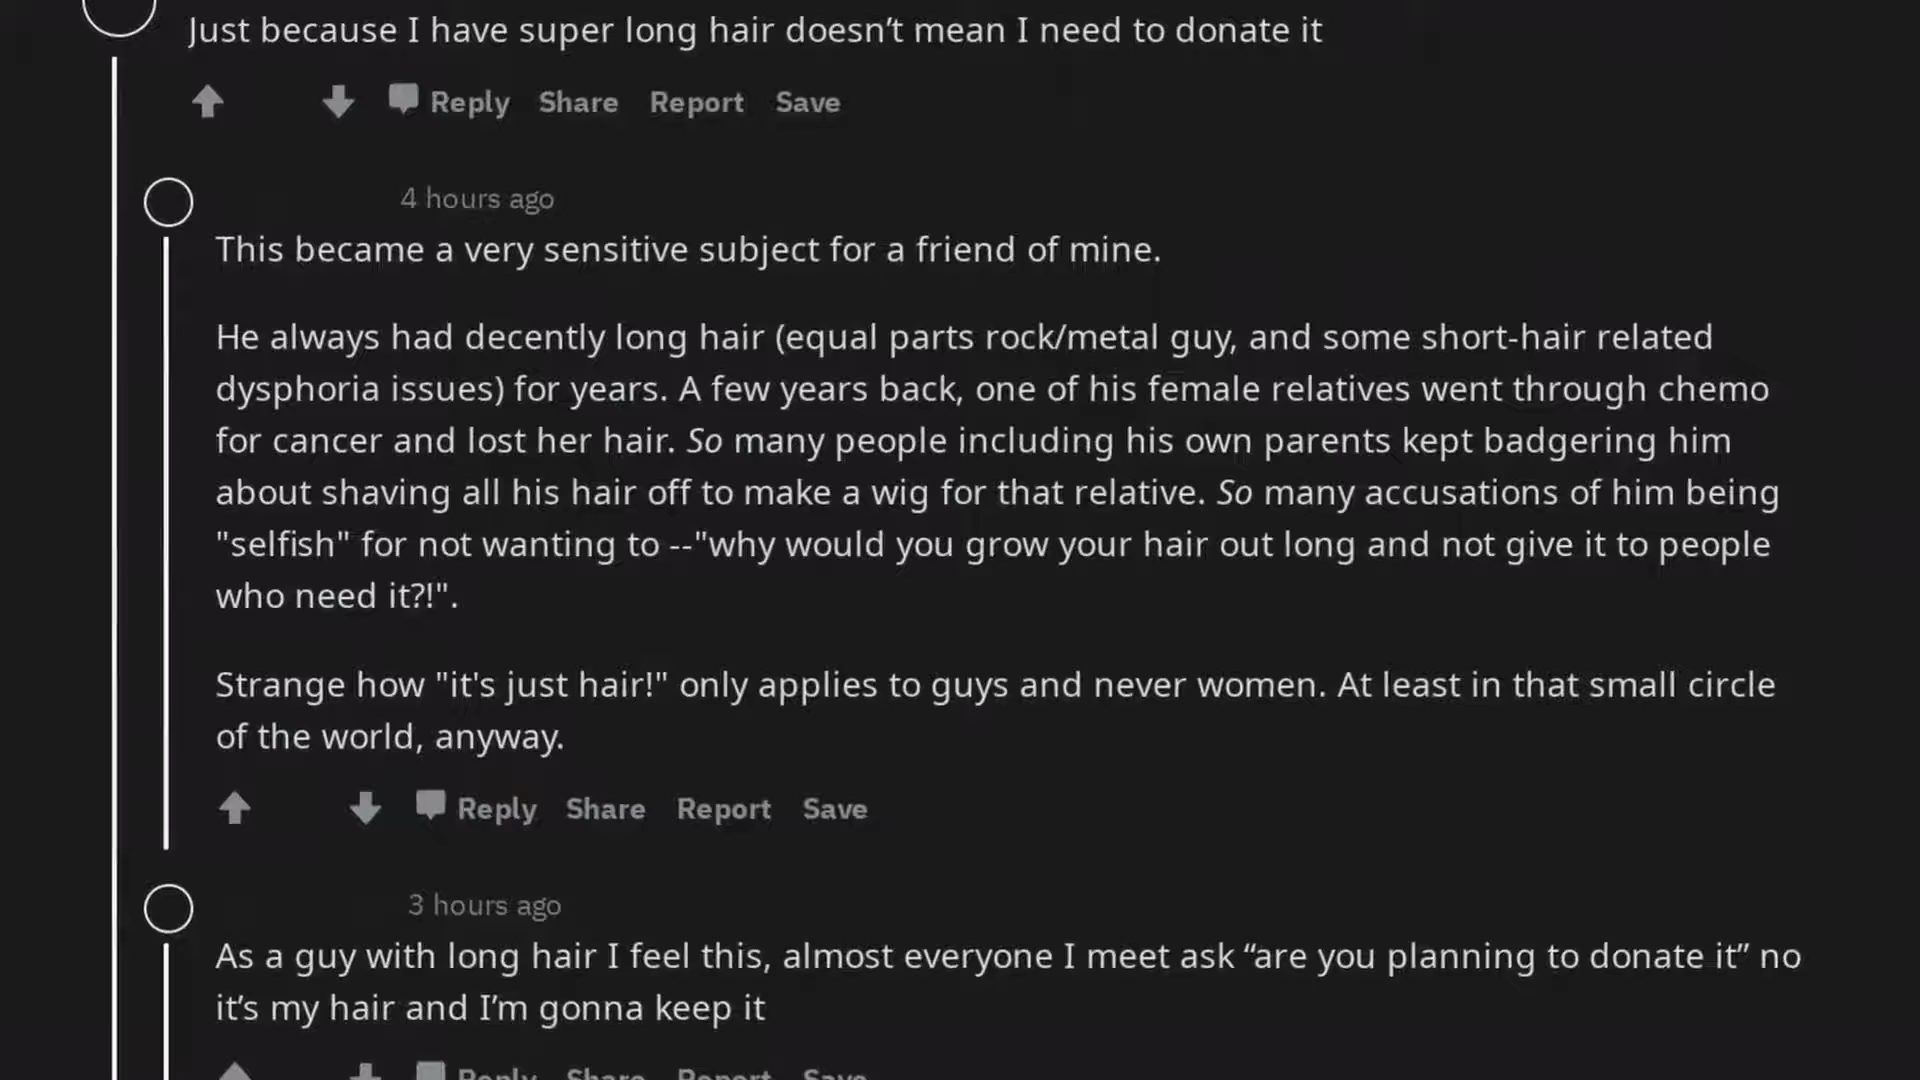 Just because I have super long hair doesn’t mean I need to donate it
Reply Share Report Save
4 hours ago
This became a very sensitive subject for a friend of mine.
He always had decently long hair (equal parts rock/metal guy, and some short-hair related
dysphoria issues) for years. A few years back, one of his female relatives went through chemo
for cancer and lost her hair. So many people including his own parents kept badgering him
about shaving all his hair off to make a wig for that relative. So many accusations of him being
"selfish" for not wanting to --"why would you grow your hair out long and not give it to people
who need it?!".
Strange how "it's just hair!" only applies to guys and never women. At least in that small circle
of the world, anyway.
Reply Share Report Save
3 hours ago
As a guy with long hair I feel this, almost everyone I meet ask “are you planning to donate it” no
it’s my hair and I’m gonna keep it
Reply Share Report Save